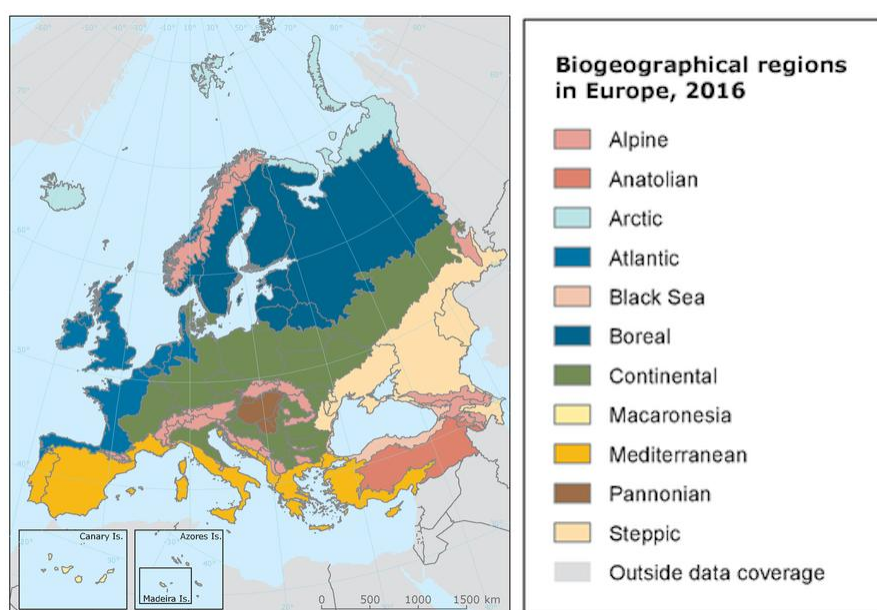 Biogeographical regions
in Europe, 2016
Alpine
Anatolian
Arctic
Atlantic
Black Sea
Boreal
Continental
Macaronesia
Mediterranean
Pannonian
Steppic
Outside data coverage
Canary Is.
Azores Is.
Madeira Is.
0 500 1000 1500 km